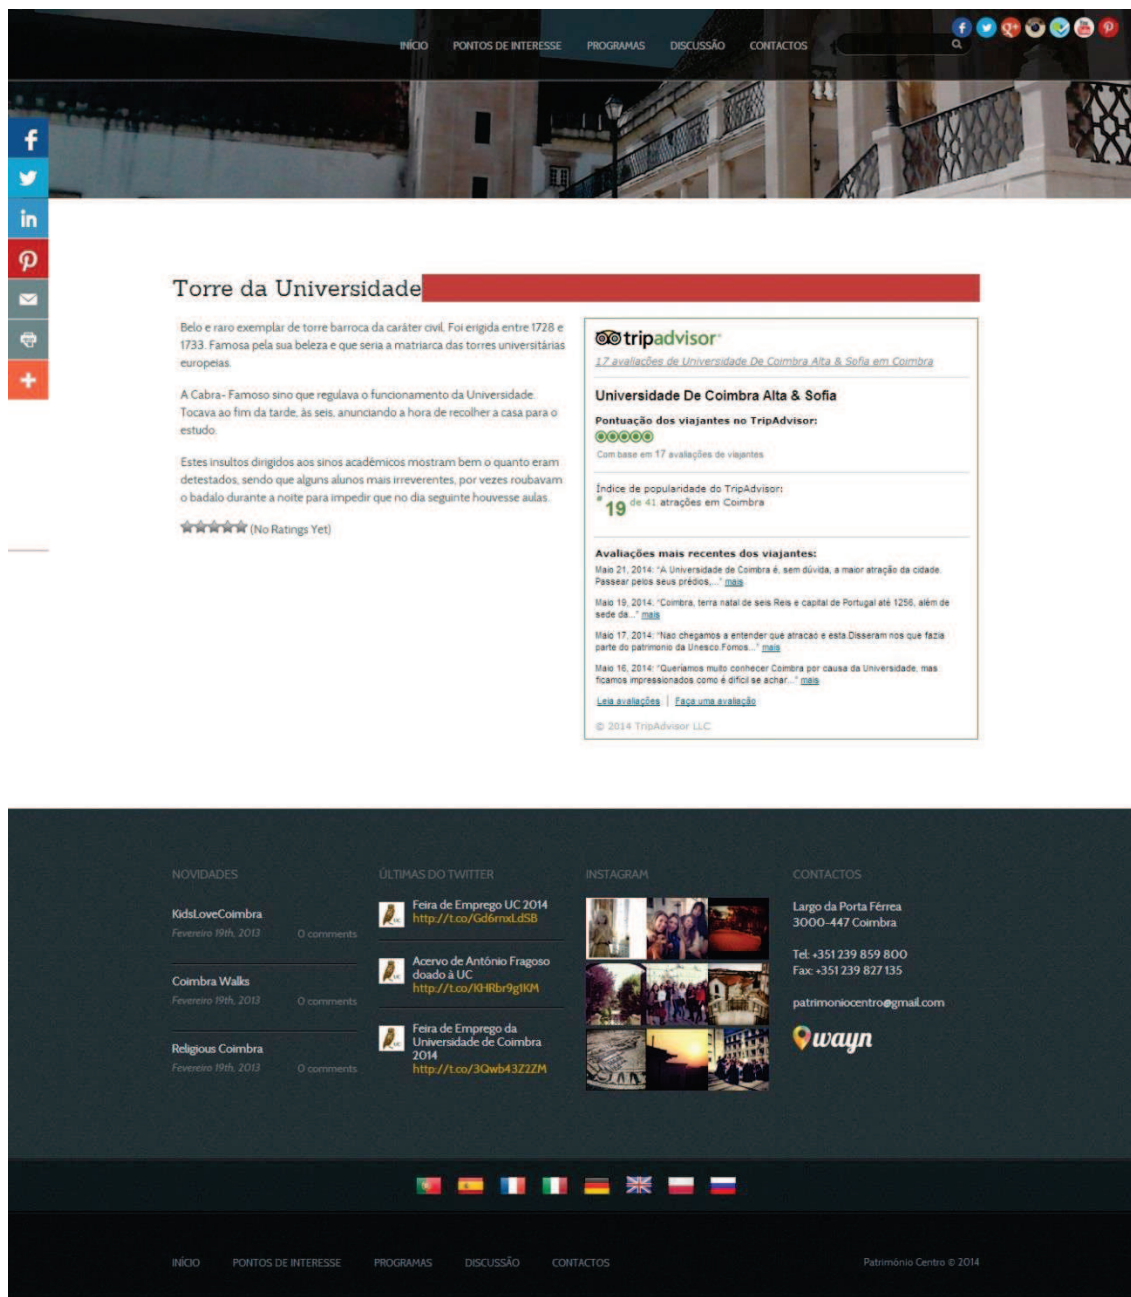 INÍCIO PONTOS DE INTERESSE PROGRAMAS DISCUSSÃO CONTACTOS
Torre da Universidade
Belo e raro exemplar de torre barroca da caráter civil. Foi erigida entre 1728 e
1733. Famosa pela sua beleza e que seria a matriarca das torres universitárias
europeias.
A Cabra- Famoso sino que regulava o funcionamento da Universidade.
Tocava ao fim da tarde, às seis, anunciando a hora de recolher a casa para o
estudo.
Estes insultos dirigidos aos sinos académicos mostram bem o quanto eram
detestados, sendo que alguns alunos mais irreverentes, por vezes roubavam
o badalo durante a noite para impedir que no dia seguinte houvesse aulas.
(No Ratings Yet)
tripadvisor
17 avaliações de Universidade De Coimbra Alta & Sofia em Coimbra
Universidade De Coimbra Alta & Sofia
Pontuação dos viajantes no TripAdvisor:
Com base em 17 avaliações de viajantes
Índice de popularidade do TripAdvisor:
#19 de 41 atrações em Coimbra
Avaliações mais recentes dos viajantes:
Maio 21, 2014: "A Universidade de Coimbra é, sem dúvida, a maior atração da cidade.
Passear pelos seus prédios,..." mais
Maio 19, 2014: "Coimbra, terra natal de seis Reis e capital de Portugal até 1256, além de
sede da..." mais
Maio 17, 2014: "Nao chegamos a entender que atracao e esta.Disseram nos que fazia
parte do patrimonio da Unesco.Fomos..." mais
Maio 16, 2014: "Queríamos muito conhecer Coimbra por causa da Universidade, mas
ficamos impressionados como é difícil se achar..." mais
Leia avaliações | Faça uma avaliação
© 2014 TripAdvisor LLC
NOVIDADES
KidsLoveCoimbra
Fevereiro 19th, 2013 0 comments
Coimbra Walks
Fevereiro 19th, 2013 0 comments
Religious Coimbra
Fevereiro 19th, 2013 0 comments
ÚLTIMAS DO TWITTER
Feira de Emprego UC 2014
http://t.co/Gd6rnxLdSB
Acervo de António Fragoso
doado à UC
http://t.co/KHRbr9g1KM
Feira de Emprego da
Universidade de Coimbra
2014
http://t.co/3Qwb43Z2ZM
INSTAGRAM
CONTACTOS
Largo da Porta Férrea
3000-447 Coimbra
Tel: +351 239 859 800
Fax: +351 239 827 135
patrimoniocentro@gmail.com
wayn
INÍCIO PONTOS DE INTERESSE PROGRAMAS DISCUSSÃO CONTACTOS
Património Centro © 2014